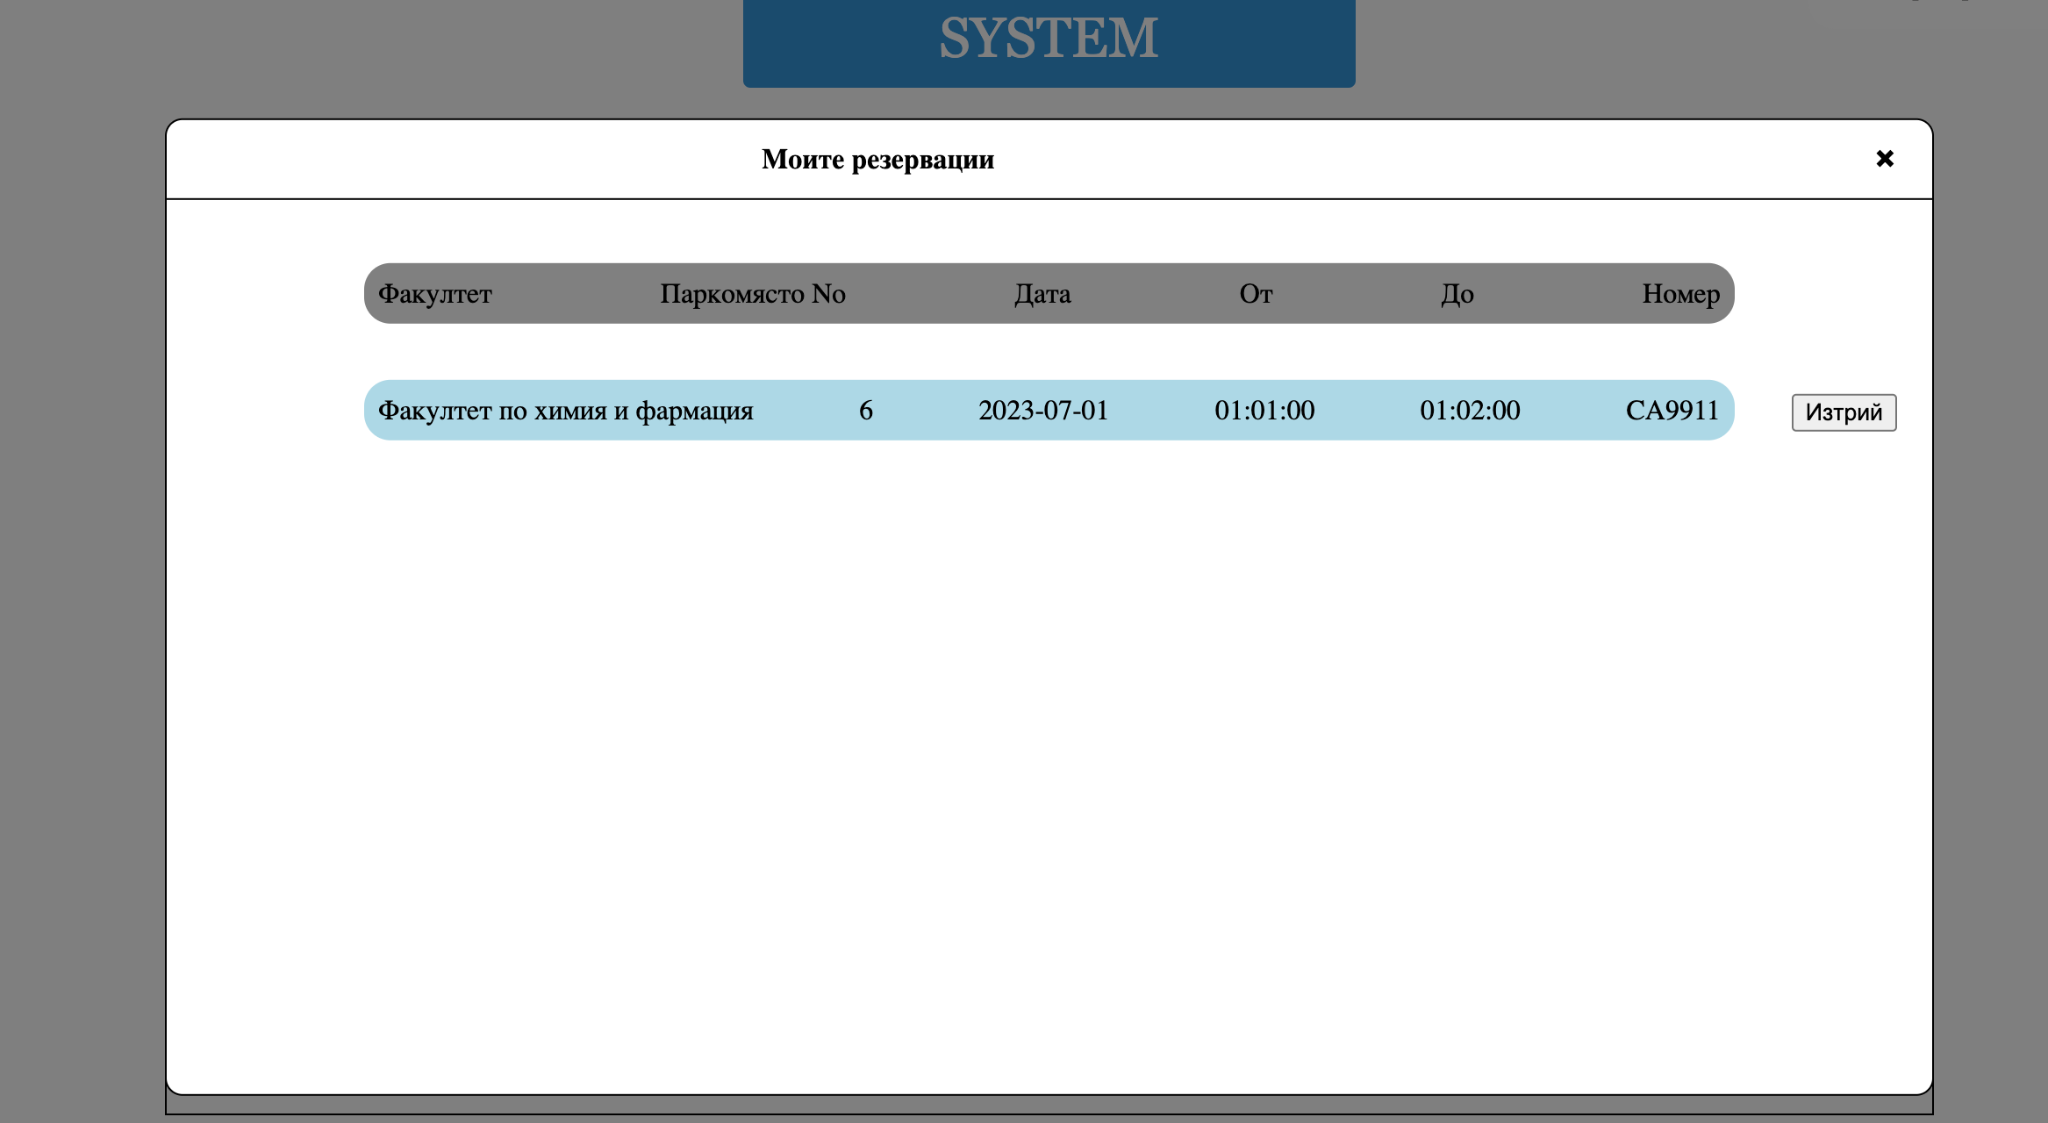 SYSTEM
Моите резервации
Факултет Паркомясто No Дата От До Номер
Факултет по химия и фармация 6 2023-07-01 01:01:00 01:02:00 CA9911 Изтрий